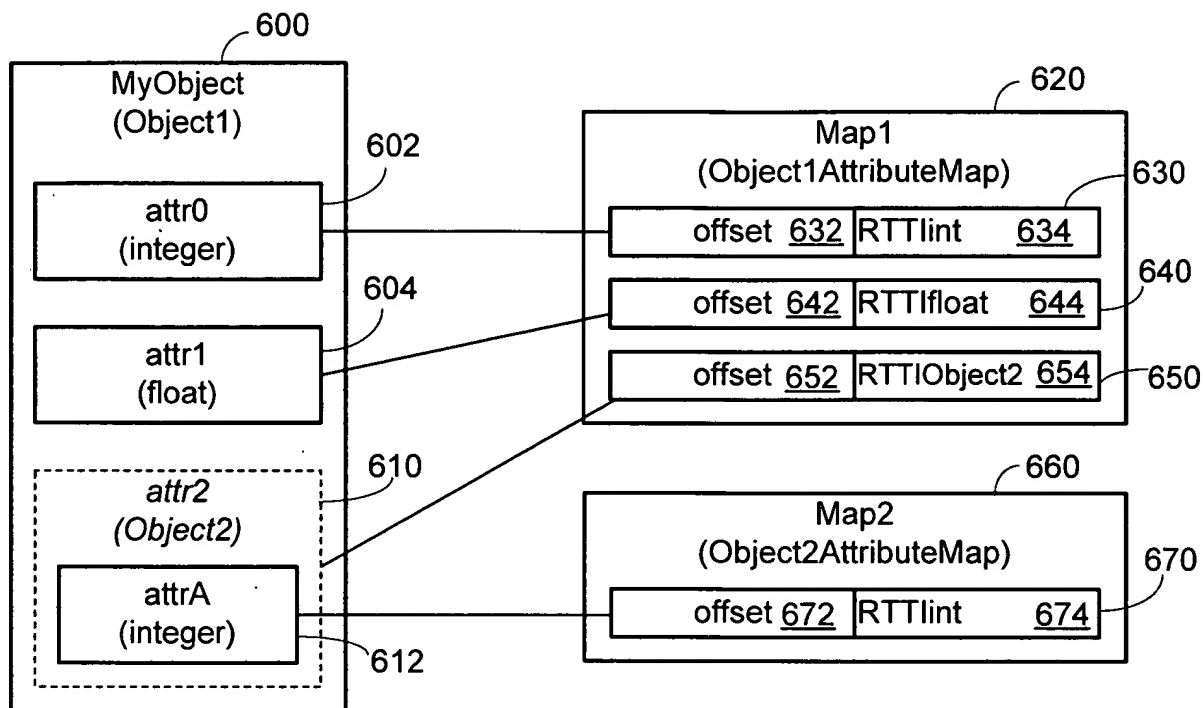 600
MyObject
(Object1)
602
attr0
(integer)
604
attr1
(float)
610
attr2
(Object2)
attrA
(integer)
612
620
Map1
(Object1AttributeMap)
630
offset 632 RTTIint 634
640
offset 642 RTTIfloat 644
offset 652 RTTIObject2 654
650
660
Map2
(Object2AttributeMap)
670
offset 672 RTTIint 674